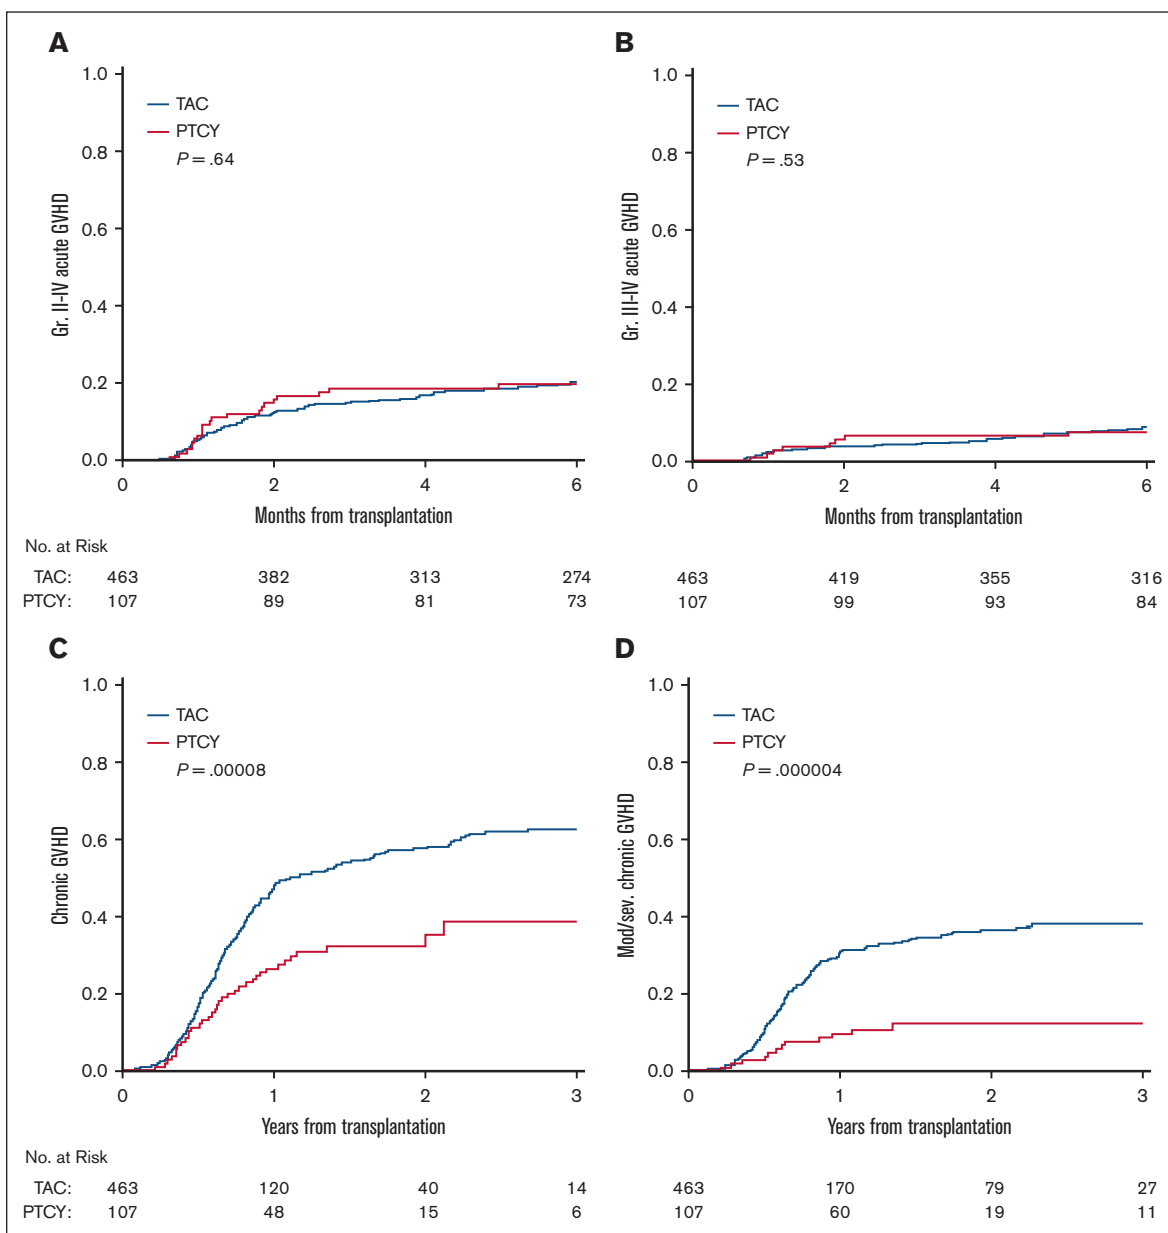 A
1.0
0.8
0.6
0.4
0.2
0.0
Gr. II-IV acute GVHD
TAC
PTCY
P = .64
0 2 4 6
Months from transplantation
No. at Risk
TAC: 463 382 313 274
PTCY: 107 89 81 73
B
1.0
0.8
0.6
0.4
0.2
0.0
Gr. III-IV acute GVHD
TAC
PTCY
P = .53
0 2 4 6
Months from transplantation
463 419 355 316
107 99 93 84
C
1.0
0.8
0.6
0.4
0.2
0.0
Chronic GVHD
TAC
PTCY
P = .00008
0 1 2 3
Years from transplantation
No. at Risk
TAC: 463 120 40 14
PTCY: 107 48 15 6
D
1.0
0.8
0.6
0.4
0.2
0.0
Mod/sev. chronic GVHD
TAC
PTCY
P = .000004
0 1 2 3
Years from transplantation
463 170 79 27
107 60 19 11